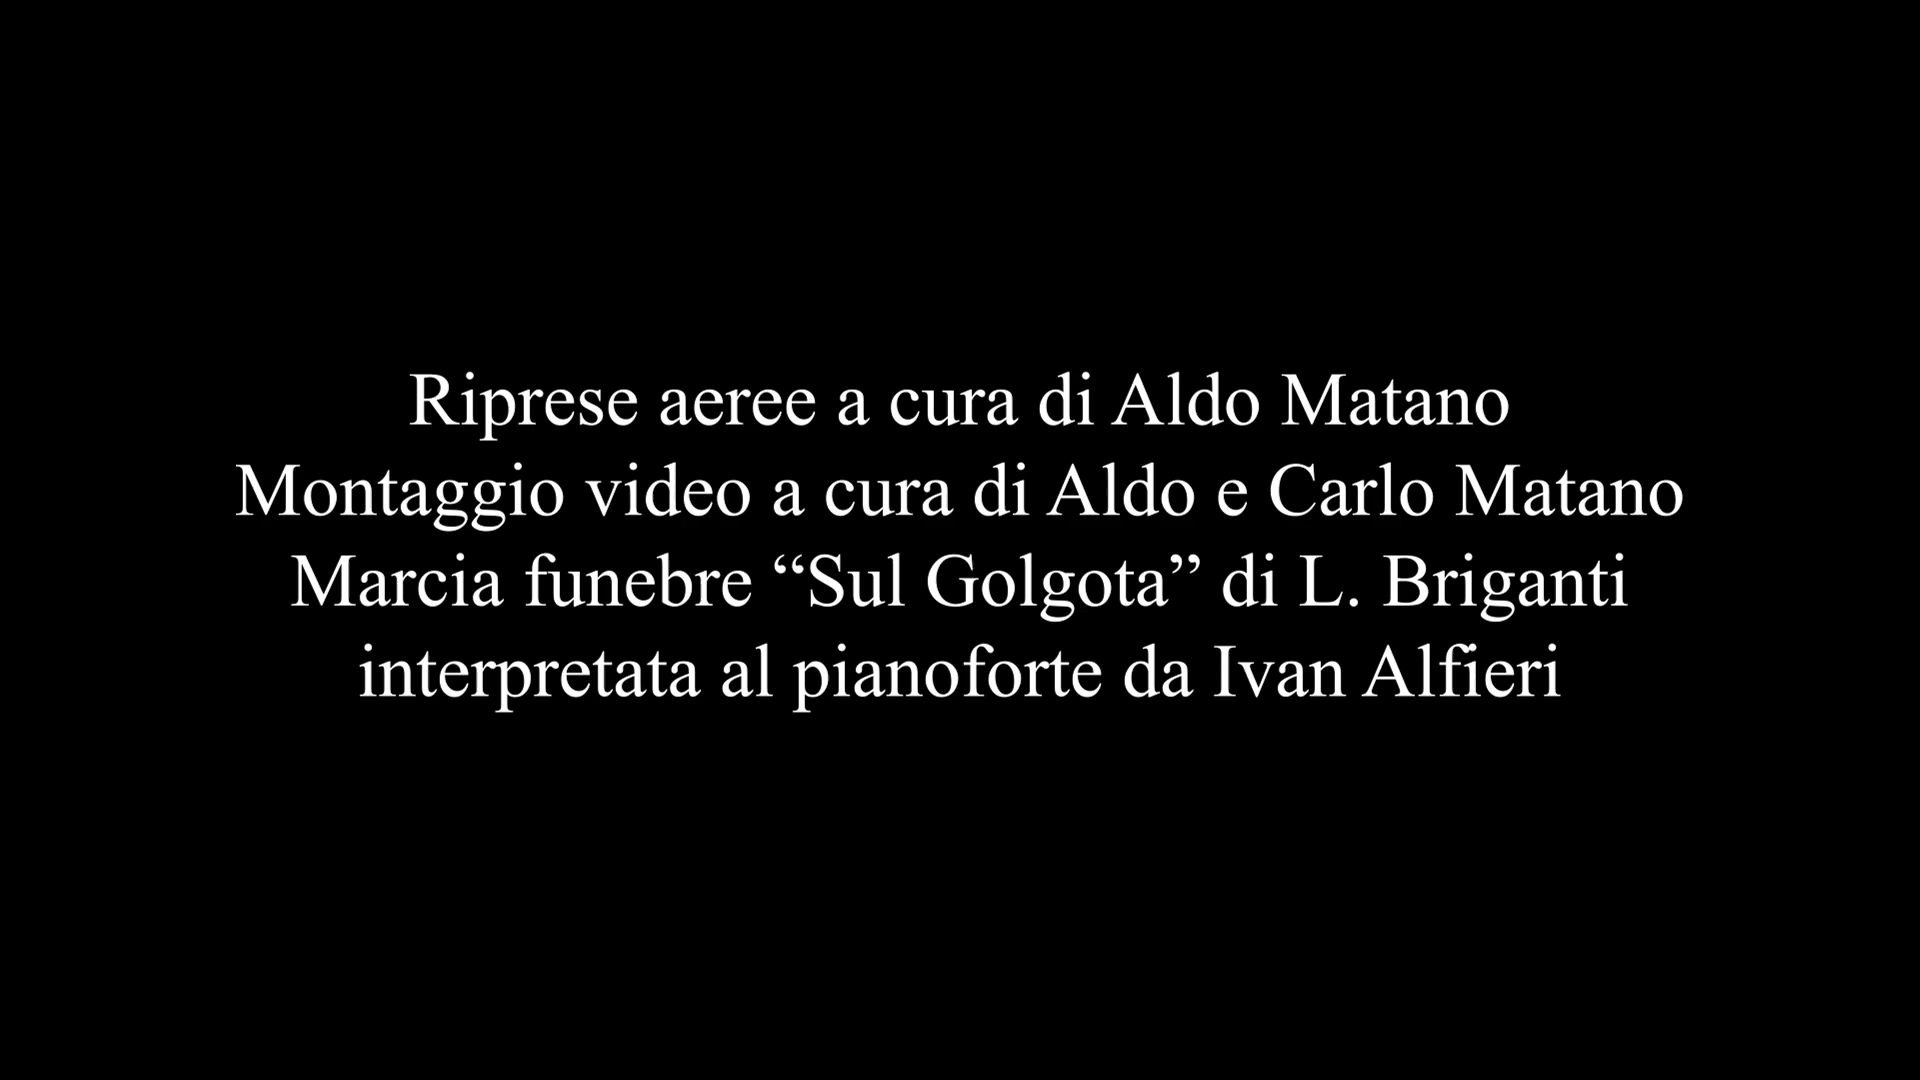 Riprese aeree a cura di Aldo Matano
Montaggio video a cura di Aldo e Carlo Matano
Marcia funebre “Sul Golgota” di L. Briganti
interpretata al pianoforte da Ivan Alfieri